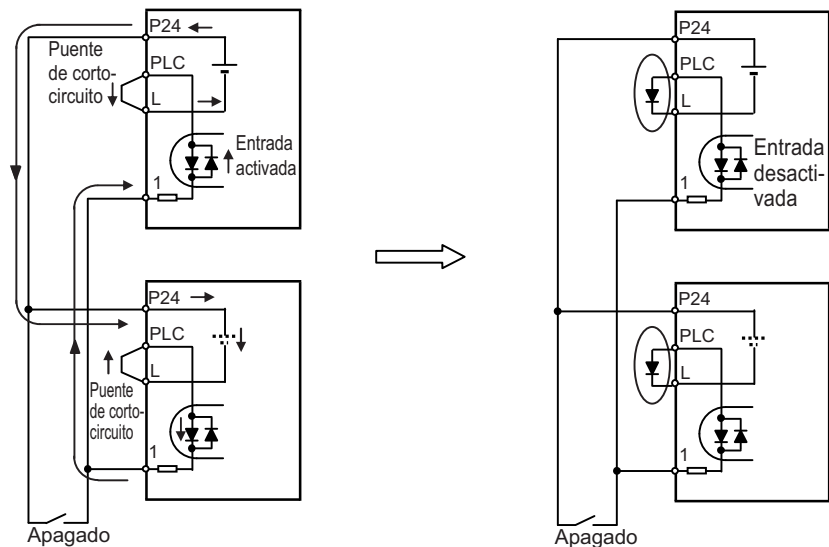 P24
Puente
de corto-
circuito
PLC
L
Entrada
activada
1
P24
PLC
L
Puente
de corto-
circuito
1
Apagado
P24
PLC
L
Entrada
desacti-
vada
1
P24
PLC
L
1
Apagado